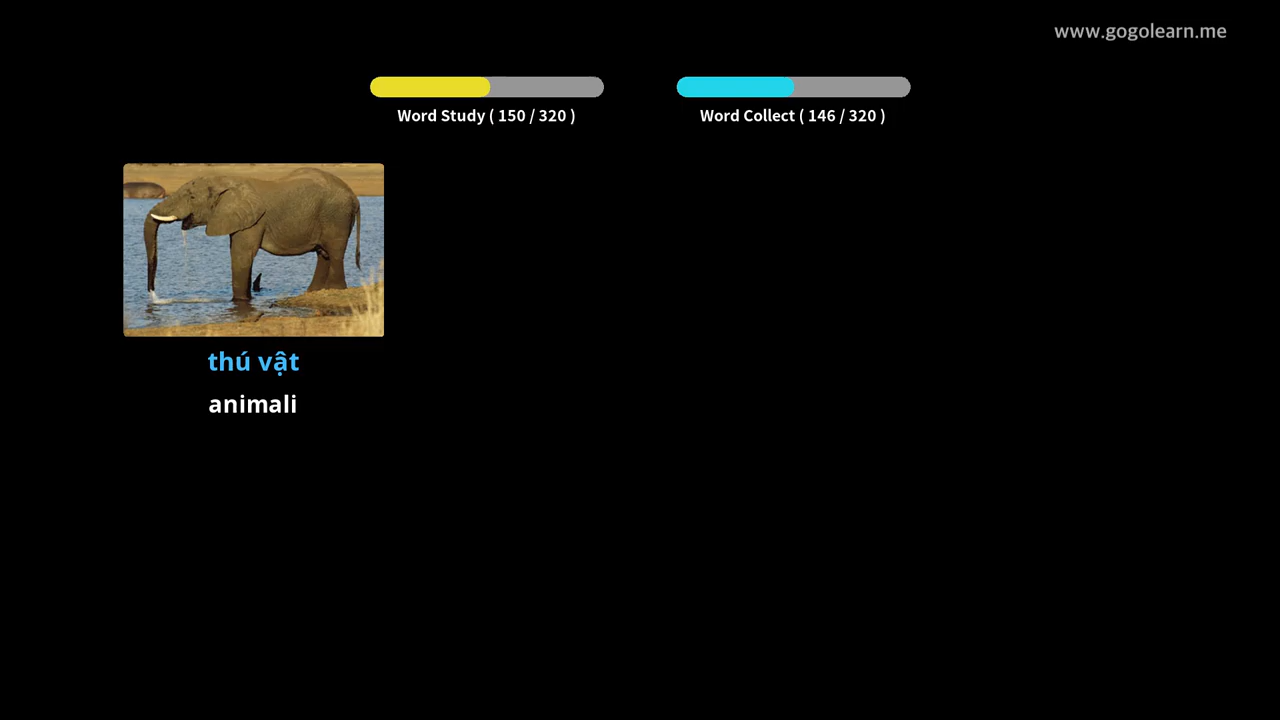 www.gogolearn.me
Word Study ( 150 / 320 )
Word Collect ( 146 / 320 )
thú vật
animali